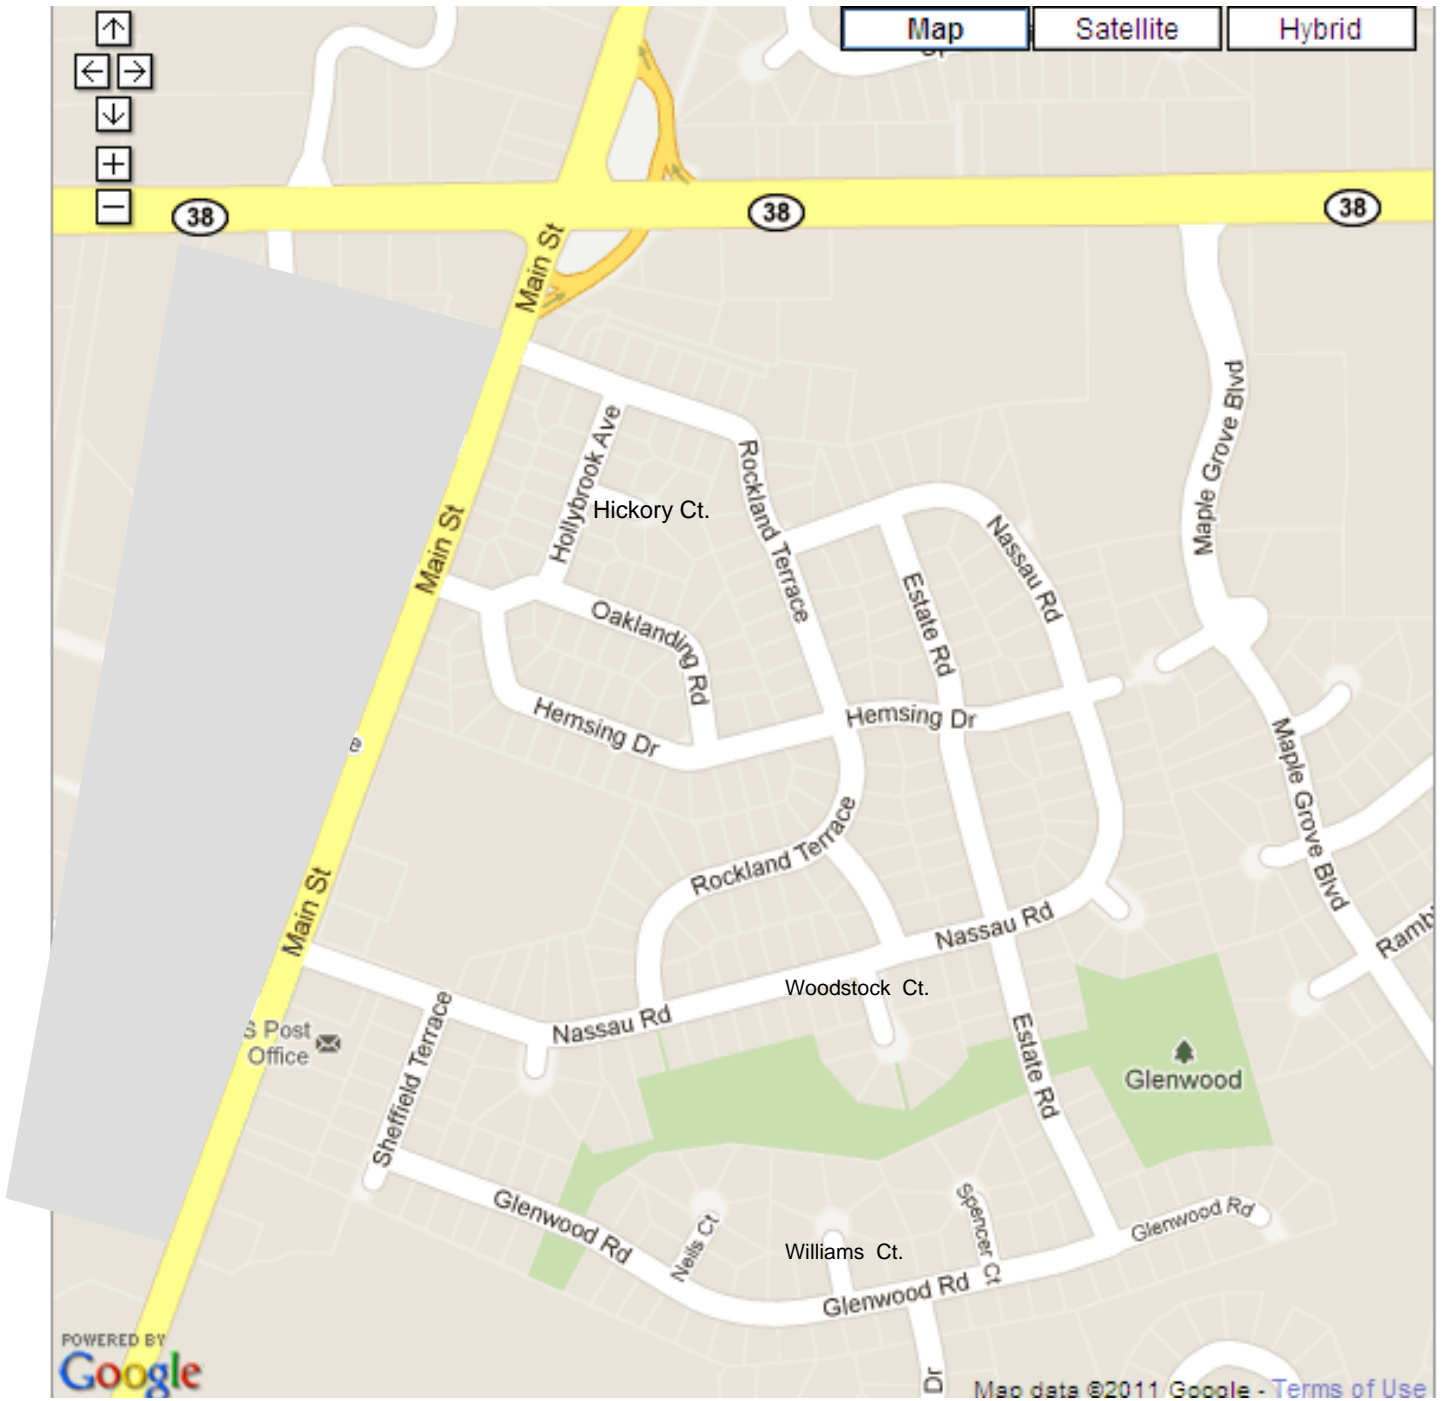 Map
Satellite
Hybrid
38
38
38
Main St
Maple Grove Blvd
Hollybrook Ave
Rockland Terrace
Hickory Ct.
Main St
Nassau Rd
Estate Rd
Oaklanding Rd
Hemsing Dr
Hemsing Dr
e
Maple Grove Blvd
Rockland Terrace
Main St
Nassau Rd
Ramb
Woodstock Ct.
Nassau Rd
S Post
Office
Sheffield Terrace
Estate Rd
Glenwood
Glenwood Rd
Neils Ct
Williams Ct.
Spencer Ct
Glenwood Rd
Glenwood Rd
Dr
POWERED BY
Google
Map data ©2011 Google - Terms of Use